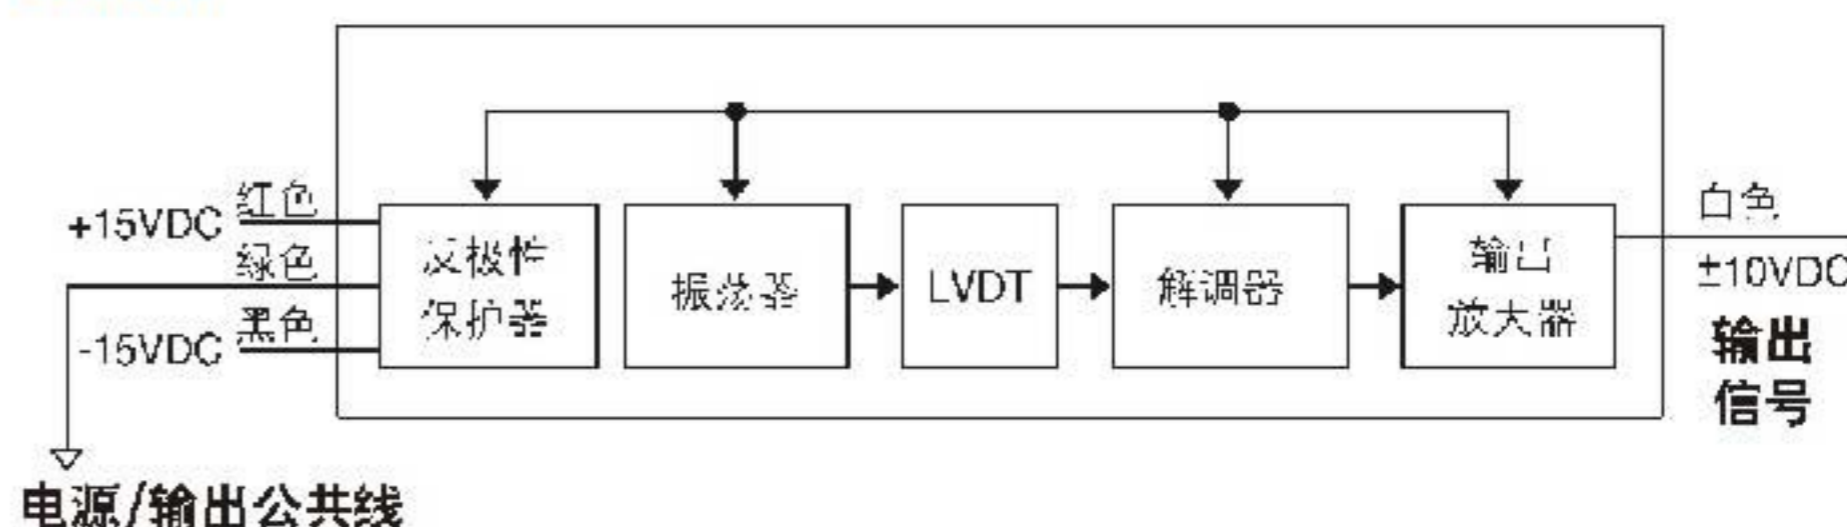 红色
+15VDC
绿色
黑色
-15VDC
反极性
保护器
振荡器
LVDT
解调器
输出
放大器
白色
±10VDC
输出
信号
电源/输出公共线